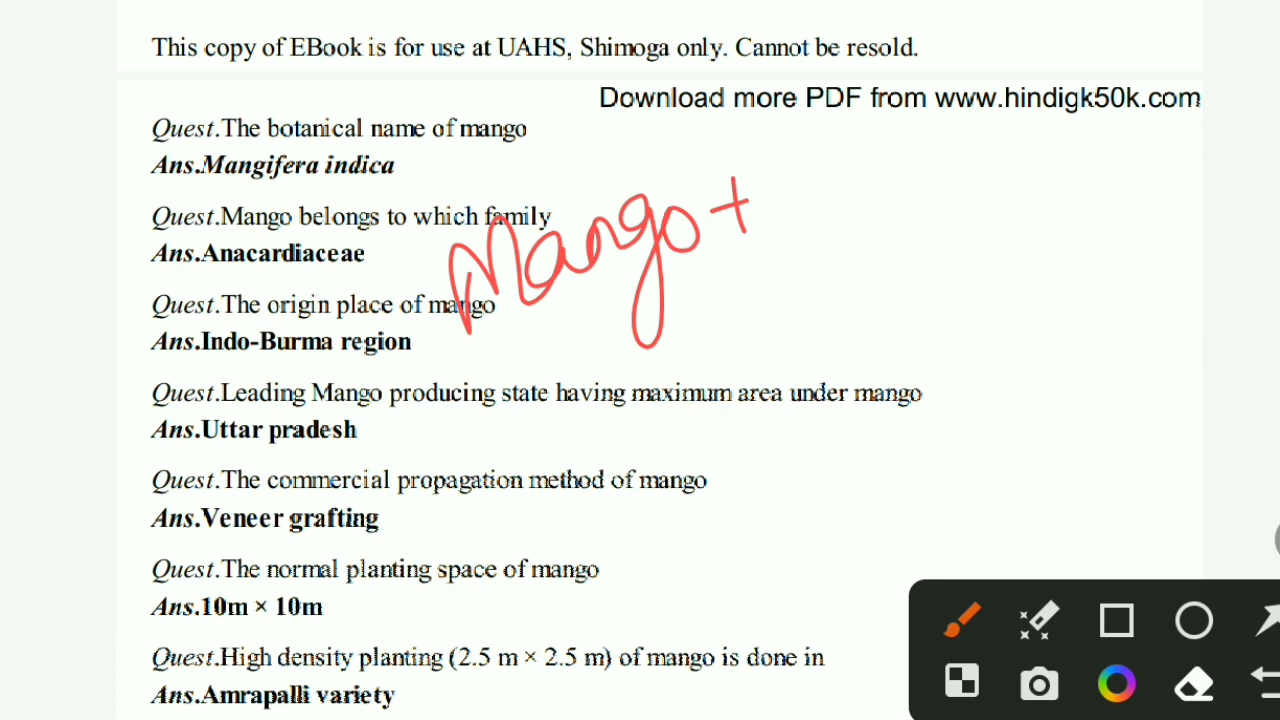 This copy of EBook is for use at UAHS, Shimoga only. Cannot be resold.
Download more PDF from www.hindigk50k.com
Quest.The botanical name of mango
Ans.Mangifera indica
Quest.Mango belongs to which family
Ans.Anacardiaceae
Mango +
Quest.The origin place of mango
Ans.Indo-Burma region
Quest.Leading Mango producing state having maximum area under mango
Ans.Uttar pradesh
Quest.The commercial propagation method of mango
Ans.Veneer grafting
Quest.The normal planting space of mango
Ans.10m × 10m
Quest.High density planting (2.5 m × 2.5 m) of mango is done in
Ans.Amrapalli variety